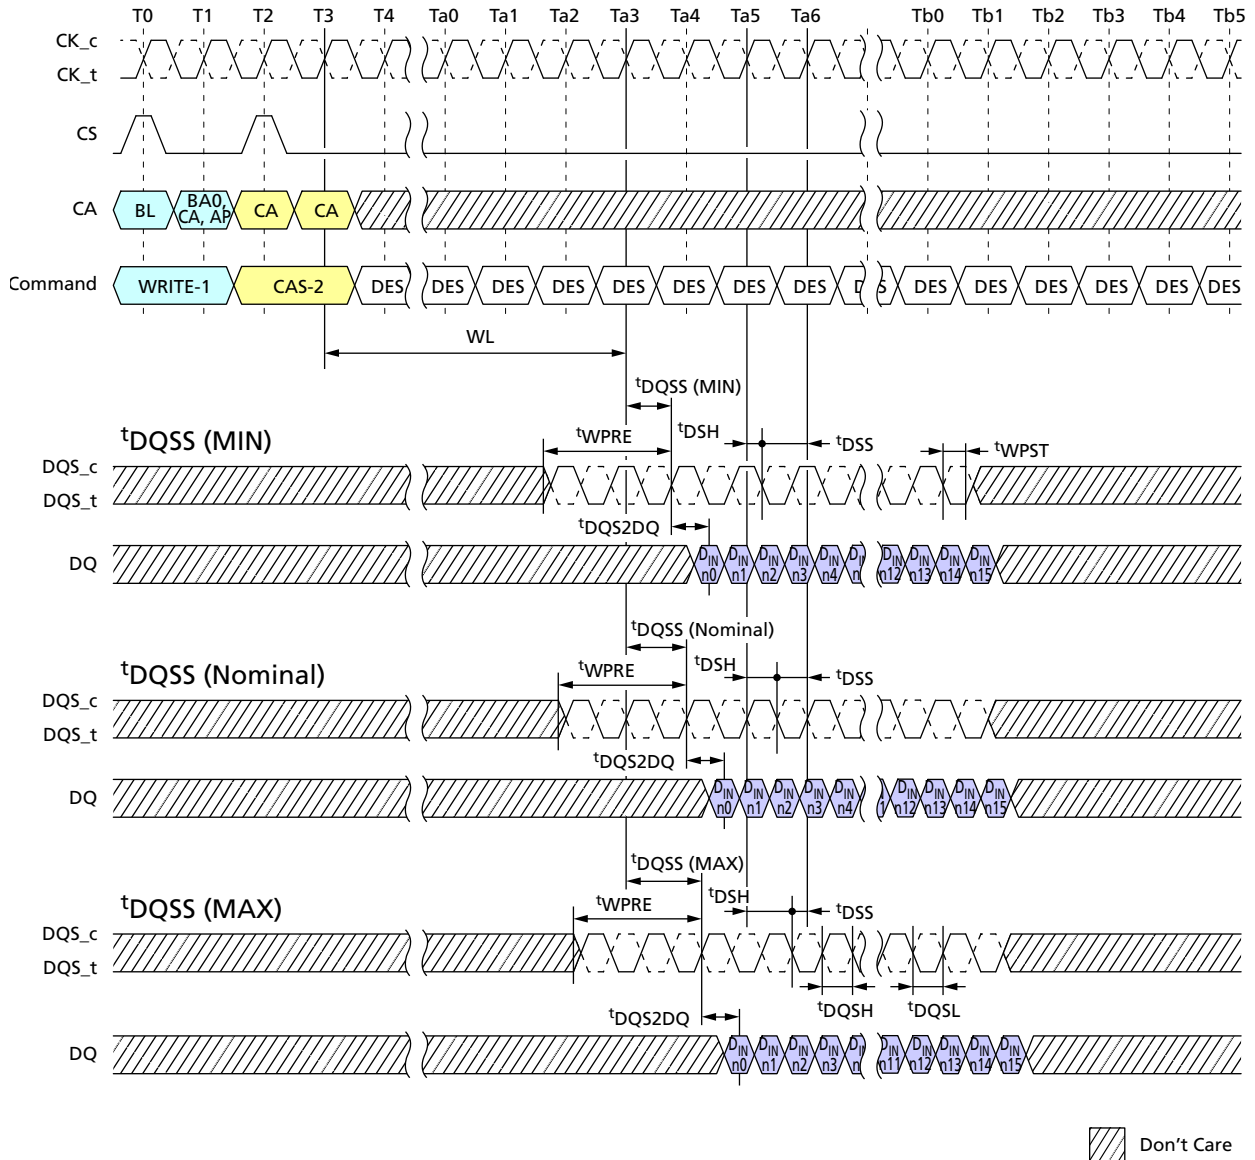 T0 T1 T2 T3 T4 Ta0 Ta1 Ta2 Ta3 Ta4 Ta5 Ta6 Tb0 Tb1 Tb2 Tb3 Tb4 Tb5
CK_c
CK_t
CS
CA BL BA0, CA, AP CA CA
Command WRITE-1 CAS-2 DES DES DES DES DES DES DES DES DES DES DES DES DES DES DES
WL
tDQSS (MIN)
tDQSS (MIN) tWPRE tDSH tDSS tWPST
DQS_c
DQS_t
tDQS2DQ
DQ DIN n0 DIN n1 DIN n2 DIN n3 DIN n4 DIN n12 DIN n13 DIN n14 DIN n15
tDQSS (Nominal)
tDQSS (Nominal) tWPRE tDSH tDSS
DQS_c
DQS_t
tDQS2DQ
DQ DIN n0 DIN n1 DIN n2 DIN n3 DIN n4 DIN n12 DIN n13 DIN n14 DIN n15
tDQSS (MAX)
tDQSS (MAX) tWPRE tDSH tDSS
DQS_c
DQS_t
tDQS2DQ tDQSH tDQSL
DQ DIN n0 DIN n1 DIN n2 DIN n3 DIN n11 DIN n12 DIN n13 DIN n14 DIN n15
Don't Care